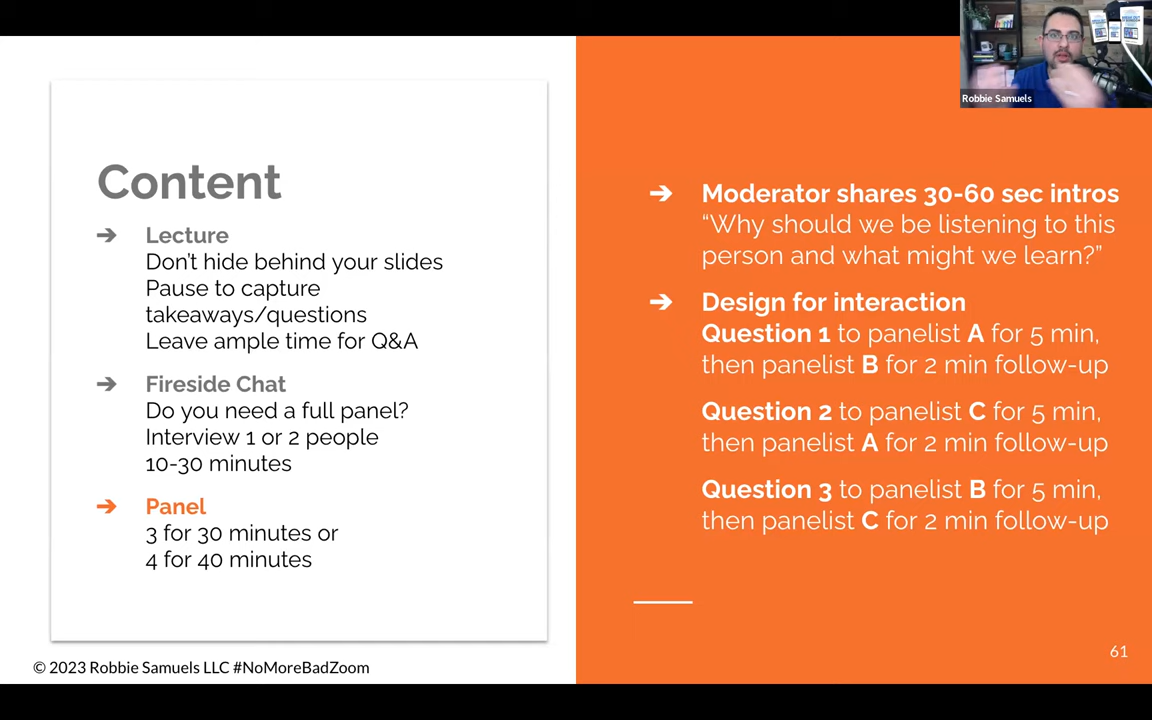 Robbie Samuels
Content
➔ Lecture
Don't hide behind your slides
Pause to capture
takeaways/questions
Leave ample time for Q&A
➔ Fireside Chat
Do you need a full panel?
Interview 1 or 2 people
10-30 minutes
➔ Panel
3 for 30 minutes or
4 for 40 minutes
➔ Moderator shares 30-60 sec intros
“Why should we be listening to this
person and what might we learn?”
➔ Design for interaction
Question 1 to panelist A for 5 min,
then panelist B for 2 min follow-up
Question 2 to panelist C for 5 min,
then panelist A for 2 min follow-up
Question 3 to panelist B for 5 min,
then panelist C for 2 min follow-up
61
© 2023 Robbie Samuels LLC #NoMoreBadZoom